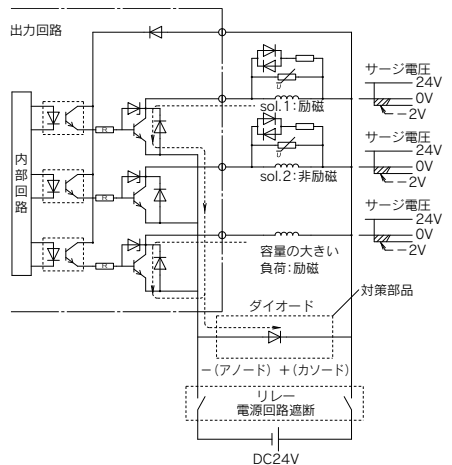 出力回路
内部回路
R
R
R
U
sol.1：励磁
U
sol.2：非励磁
容量の大きい
負荷：励磁
サージ電圧
24V
0V
−2V
サージ電圧
24V
0V
−2V
サージ電圧
24V
0V
−2V
ダイオード
対策部品
−(アノード) ＋(カソード)
リレー
電源回路遮断
DC24V